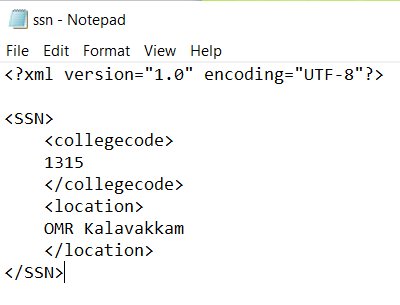 ssn - Notepad
File Edit Format View Help
<?xml version="1.0" encoding="UTF-8"?>

<SSN>
    <collegecode>
    1315
    </collegecode>
    <location>
    OMR Kalavakkam
    </location>
</SSN>